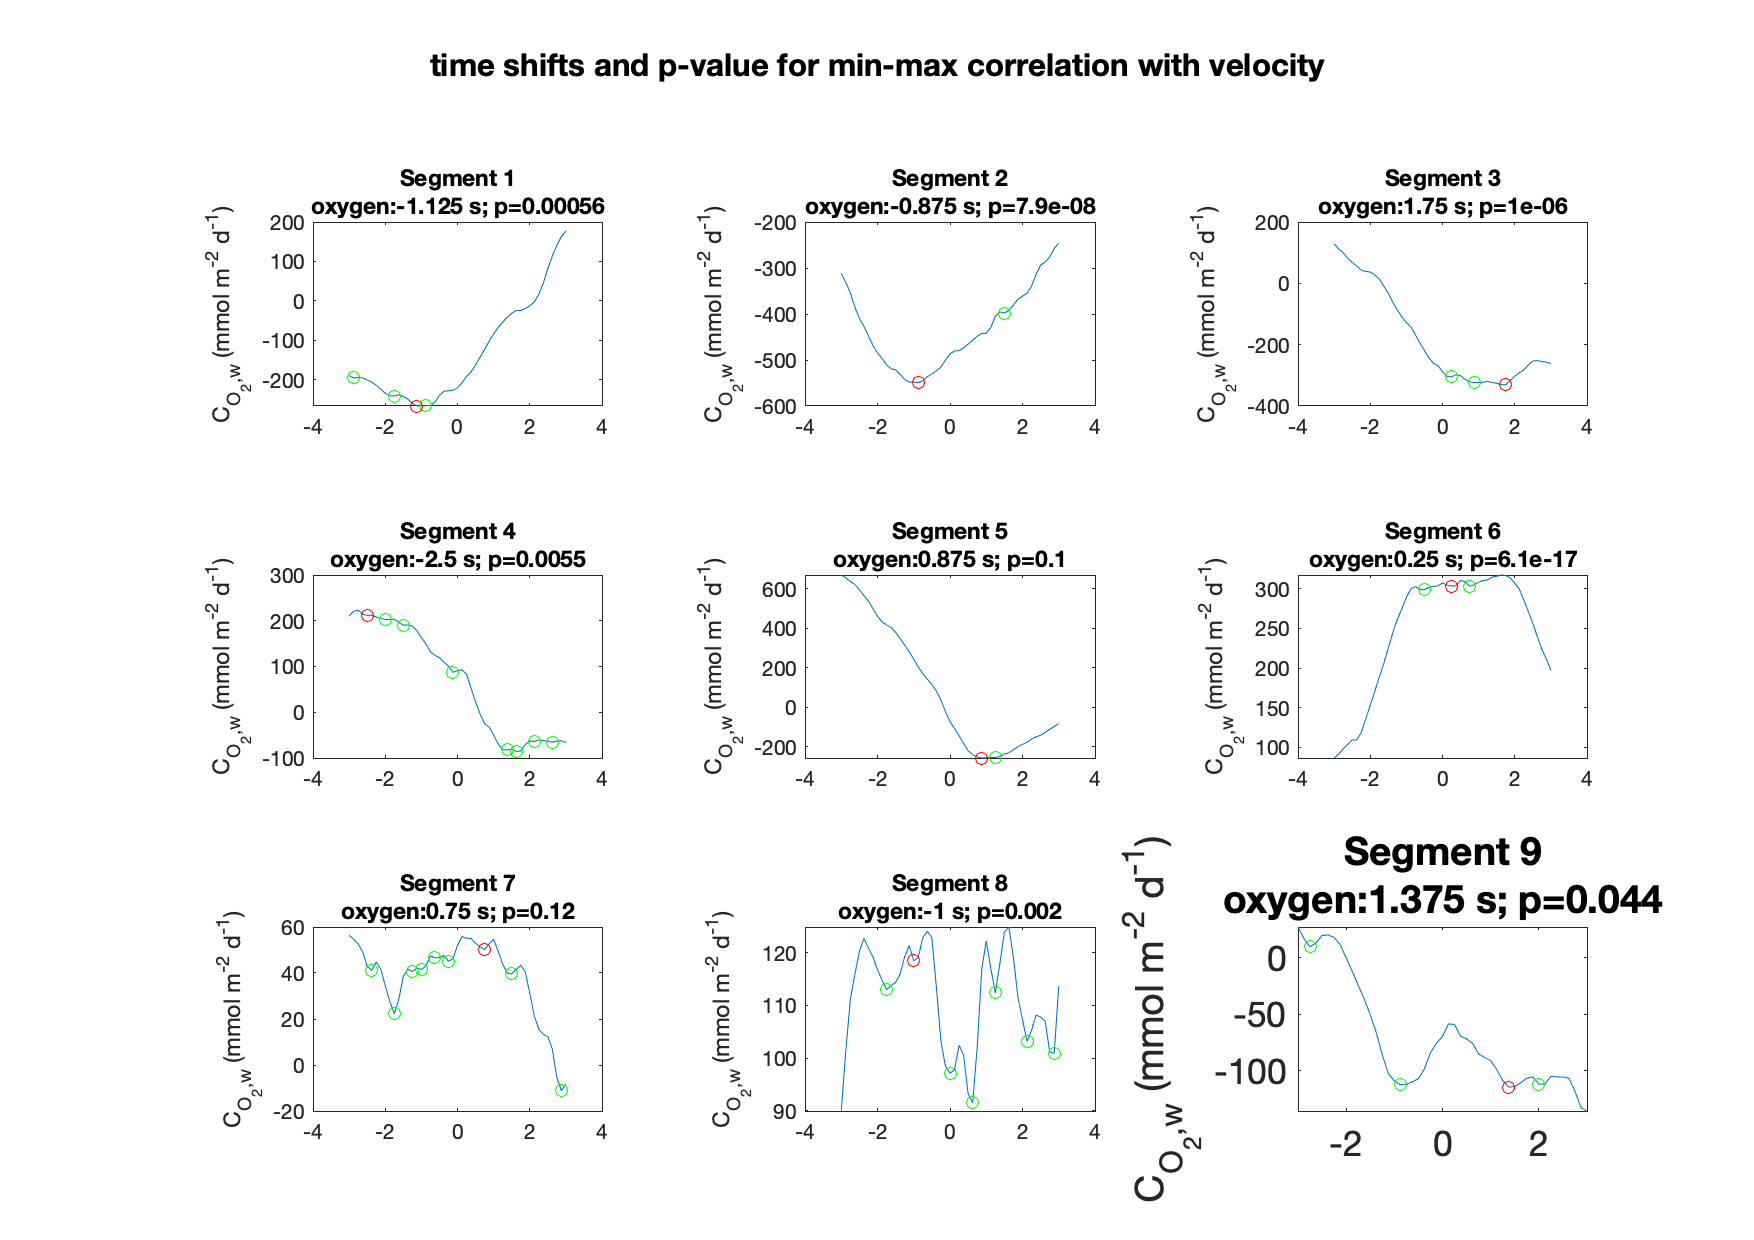 time shifts and p-value for min-max correlation with velocity
Segment 1
oxygen:-1.125 s; p=0.00056
C_{O_2,w} (mmol m^{-2} d^{-1})
200
100
0
-100
-200
-4 -2 0 2 4
Segment 2
oxygen:-0.875 s; p=7.9e-08
C_{O_2,w} (mmol m^{-2} d^{-1})
-200
-300
-400
-500
-600
-4 -2 0 2 4
Segment 3
oxygen:1.75 s; p=1e-06
C_{O_2,w} (mmol m^{-2} d^{-1})
200
0
-200
-400
-4 -2 0 2 4
Segment 4
oxygen:-2.5 s; p=0.0055
C_{O_2,w} (mmol m^{-2} d^{-1})
300
200
100
0
-100
-4 -2 0 2 4
Segment 5
oxygen:0.875 s; p=0.1
C_{O_2,w} (mmol m^{-2} d^{-1})
600
400
200
0
-200
-4 -2 0 2 4
Segment 6
oxygen:0.25 s; p=6.1e-17
C_{O_2,w} (mmol m^{-2} d^{-1})
300
250
200
150
100
-4 -2 0 2 4
Segment 7
oxygen:0.75 s; p=0.12
C_{O_2,w} (mmol m^{-2} d^{-1})
60
40
20
0
-20
-4 -2 0 2 4
Segment 8
oxygen:-1 s; p=0.002
C_{O_2,w} (mmol m^{-2} d^{-1})
120
110
100
90
-4 -2 0 2 4
Segment 9
oxygen:1.375 s; p=0.044
C_{O_2,w} (mmol m^{-2} d^{-1})
0
-50
-100
-2 0 2